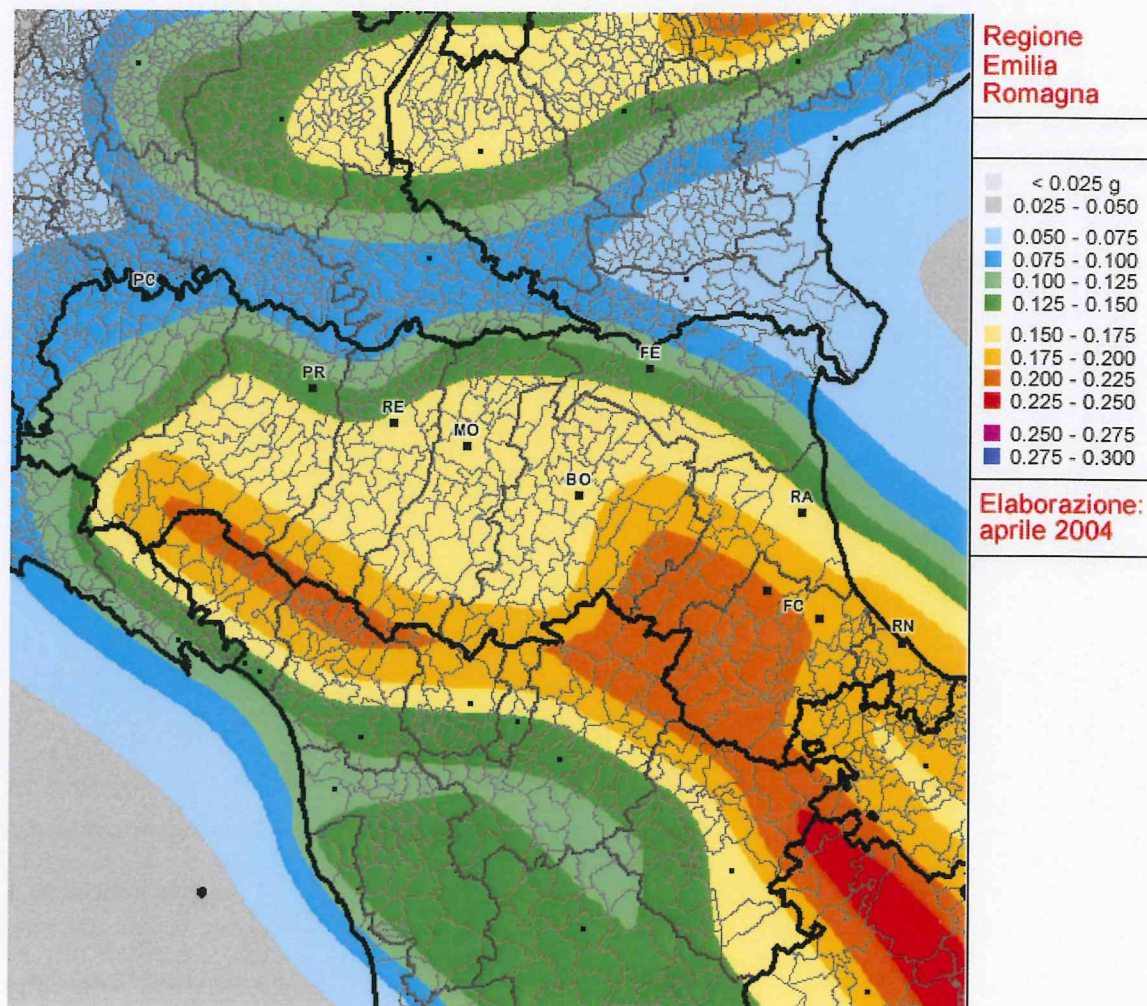 Regione
Emilia
Romagna
< 0.025 g
0.025 - 0.050
0.050 - 0.075
0.075 - 0.100
0.100 - 0.125
0.125 - 0.150
0.150 - 0.175
0.175 - 0.200
0.200 - 0.225
0.225 - 0.250
0.250 - 0.275
0.275 - 0.300
Elaborazione:
aprile 2004
PC
FE
PR
RE
MO
BO
RA
FC
RN